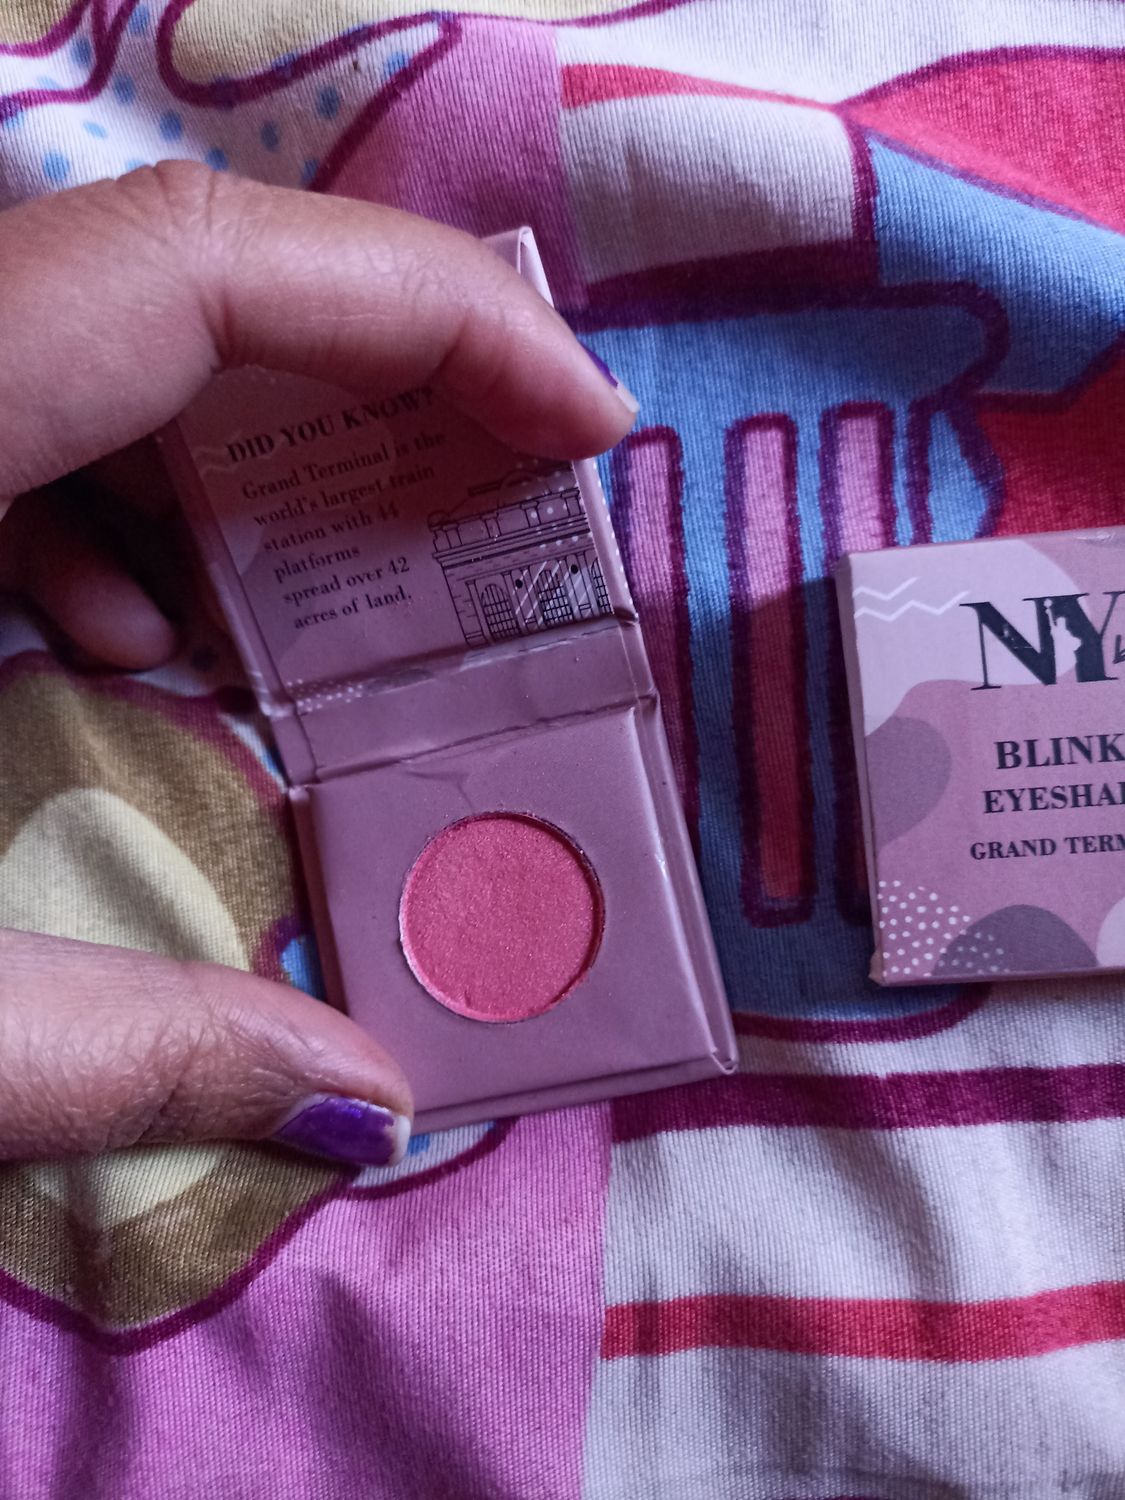 DID YOU KNOW?
Grand Terminal is the
world's largest train
station with 44
platforms
spread over 42
acres of land.
NY
BLINK
EYESHA
GRAND TERM